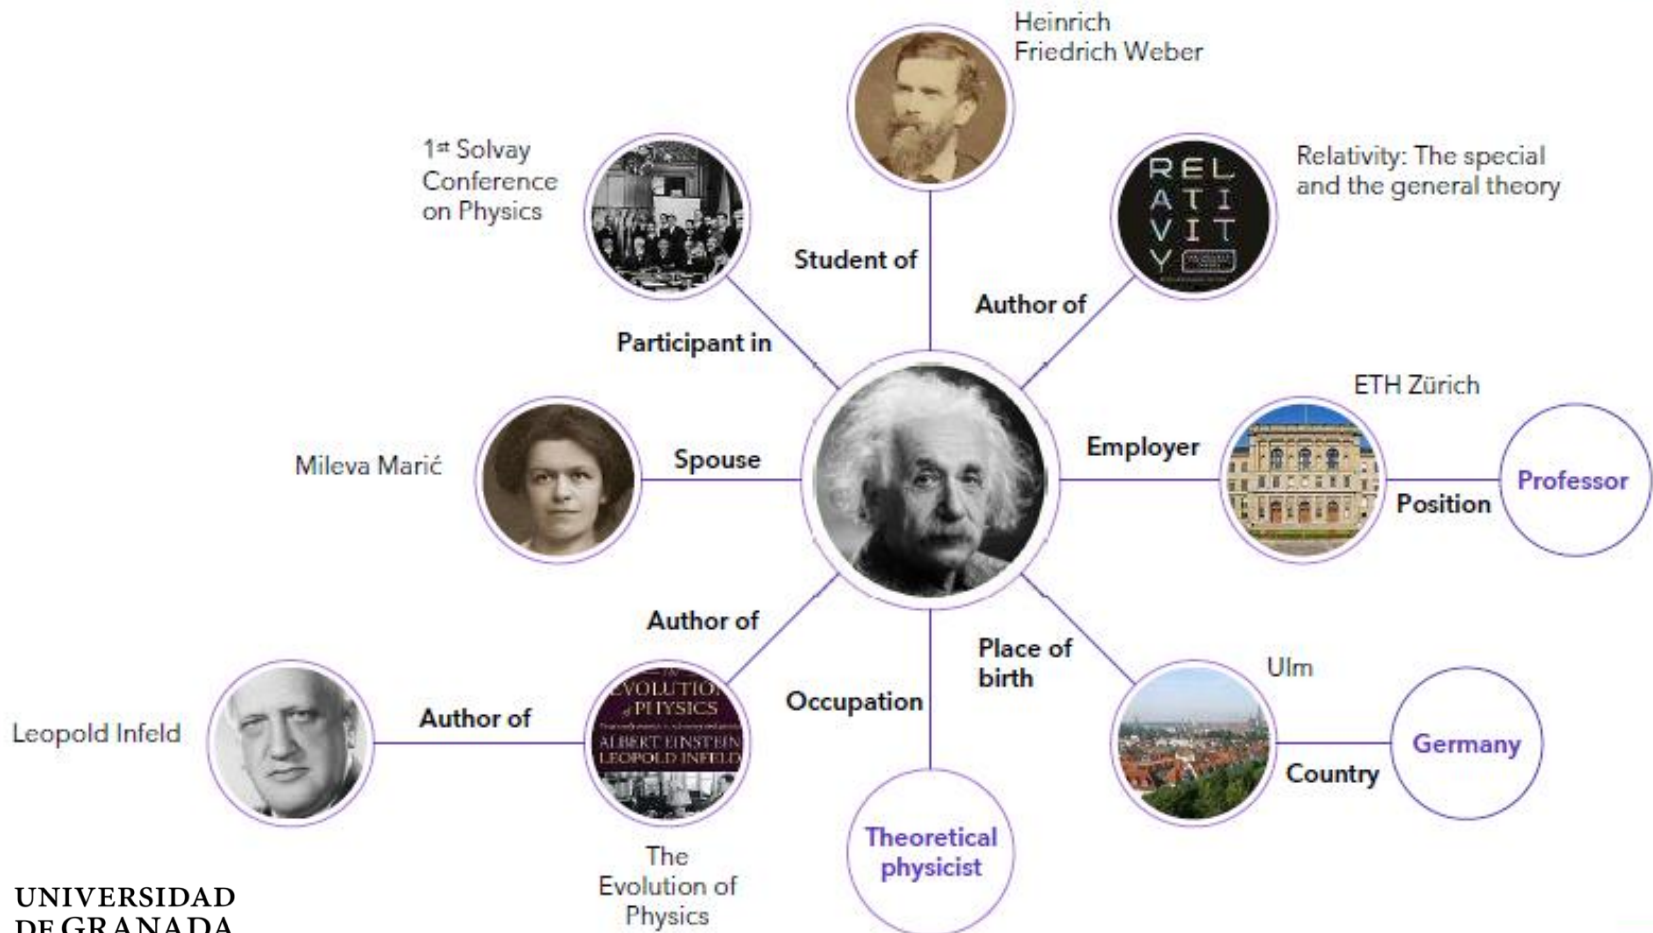 Heinrich
Friedrich Weber
1st Solvay
Conference
on Physics
REL
ATI
VIT
Y
Relativity: The special
and the general theory
Student of
Author of
Participant in
ETH Zürich
Mileva Marić
Spouse
Employer
Position
Professor
Author of
Place of
birth
Ulm
Occupation
Leopold Infeld
Author of
EVOLUTION
of PHYSICS
ALBERT EINSTEIN
LEOPOLD INFELD
Country
Germany
Theoretical
physicist
The
Evolution of
Physics
UNIVERSIDAD
DE GRANADA